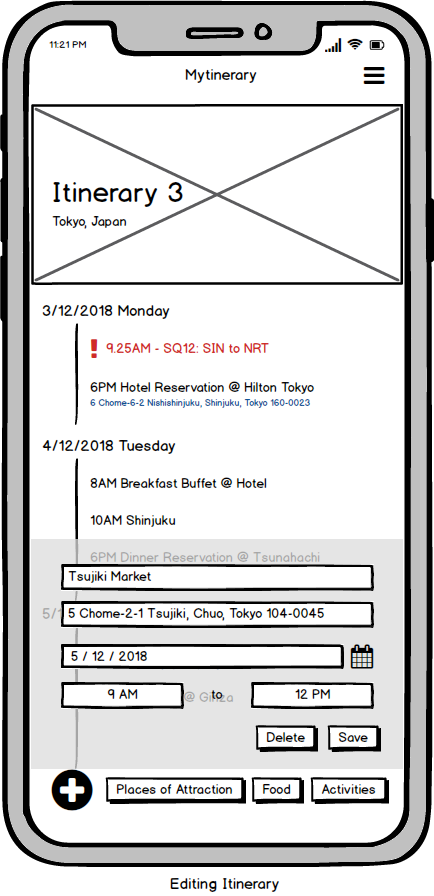 11:21 PM
Mytinerary
Itinerary 3
Tokyo, Japan
3/12/2018 Monday
! 9.25AM - SQ12: SIN to NRT
6PM Hotel Reservation @ Hilton Tokyo
6 Chome-6-2 Nishishinjuku, Shinjuku, Tokyo 160-0023
4/12/2018 Tuesday
8AM Breakfast Buffet @ Hotel
10AM Shinjuku
6PM Dinner Reservation @ Tsunahachi
Tsujiki Market
5/1
5 Chome-2-1 Tsujiki, Chuo, Tokyo 104-0045
5 / 12 / 2018
9 AM
@ Ginza
to
12 PM
Delete
Save
Places of Attraction
Food
Activities
Editing Itinerary